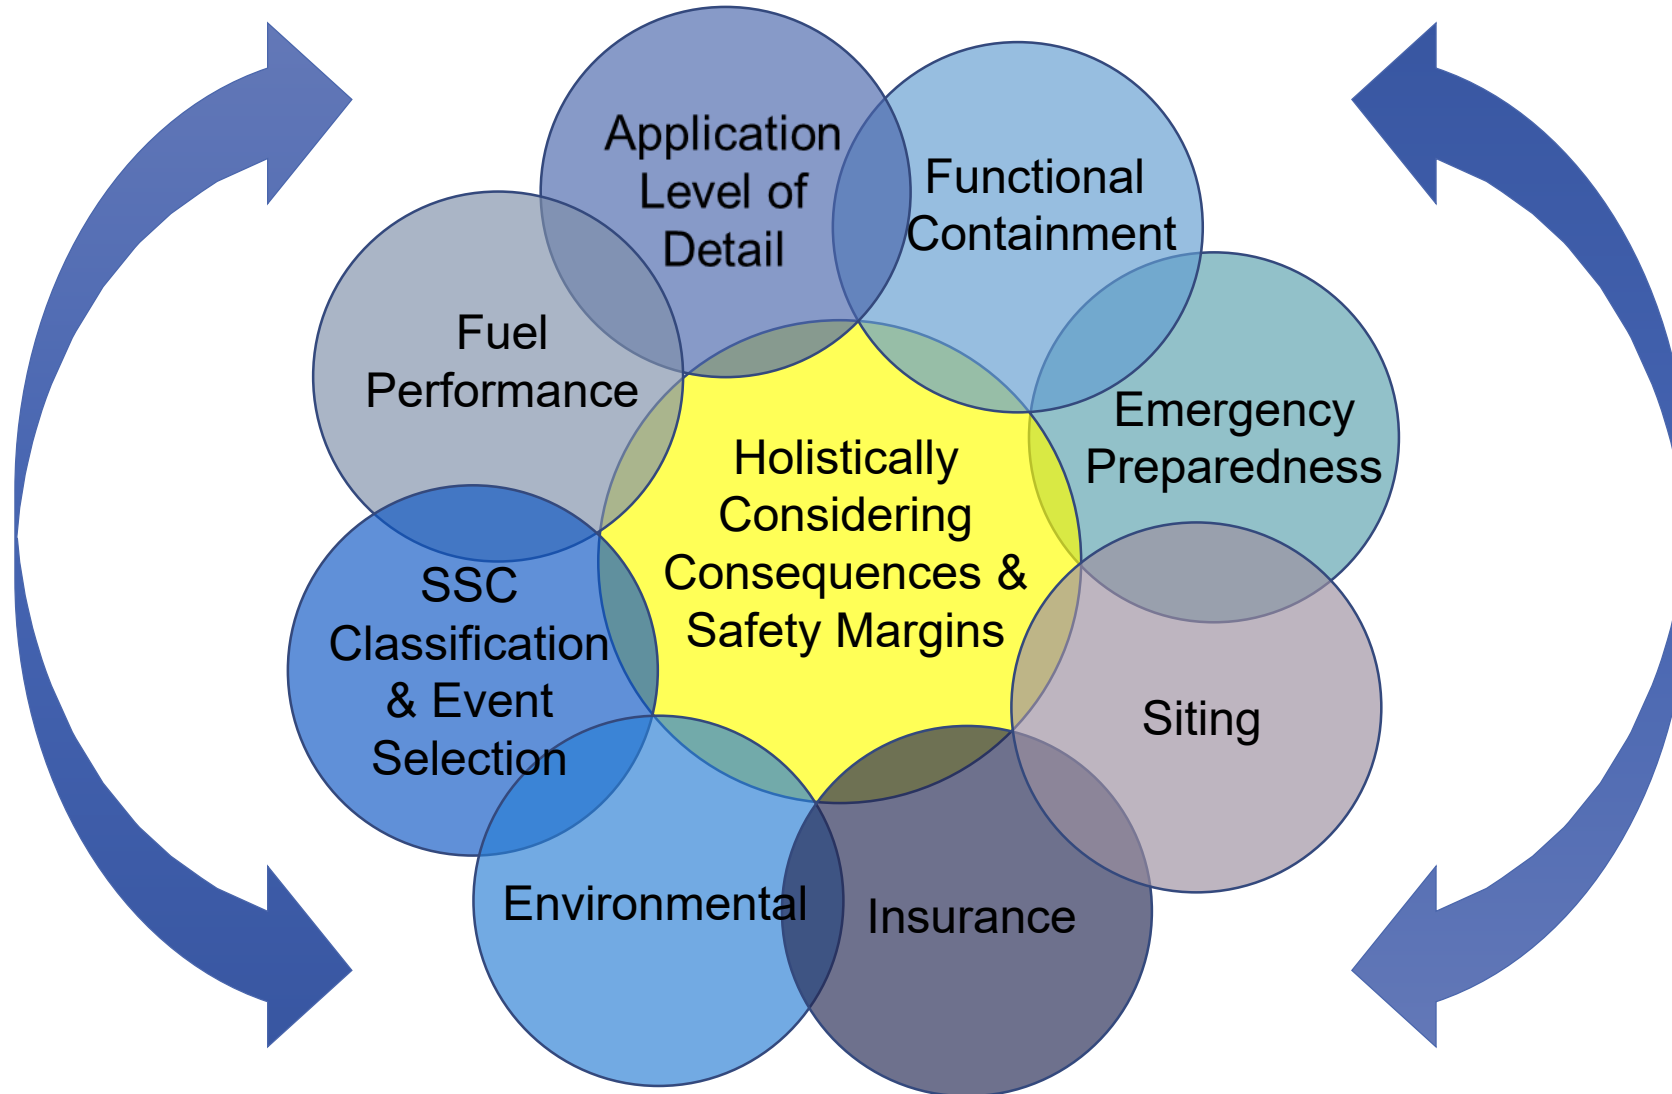 Application
Level of
Detail
Functional
Containment
Fuel
Performance
Emergency
Preparedness
Holistically
Considering
Consequences &
Safety Margins
SSC
Classification
& Event
Selection
Siting
Environmental
Insurance